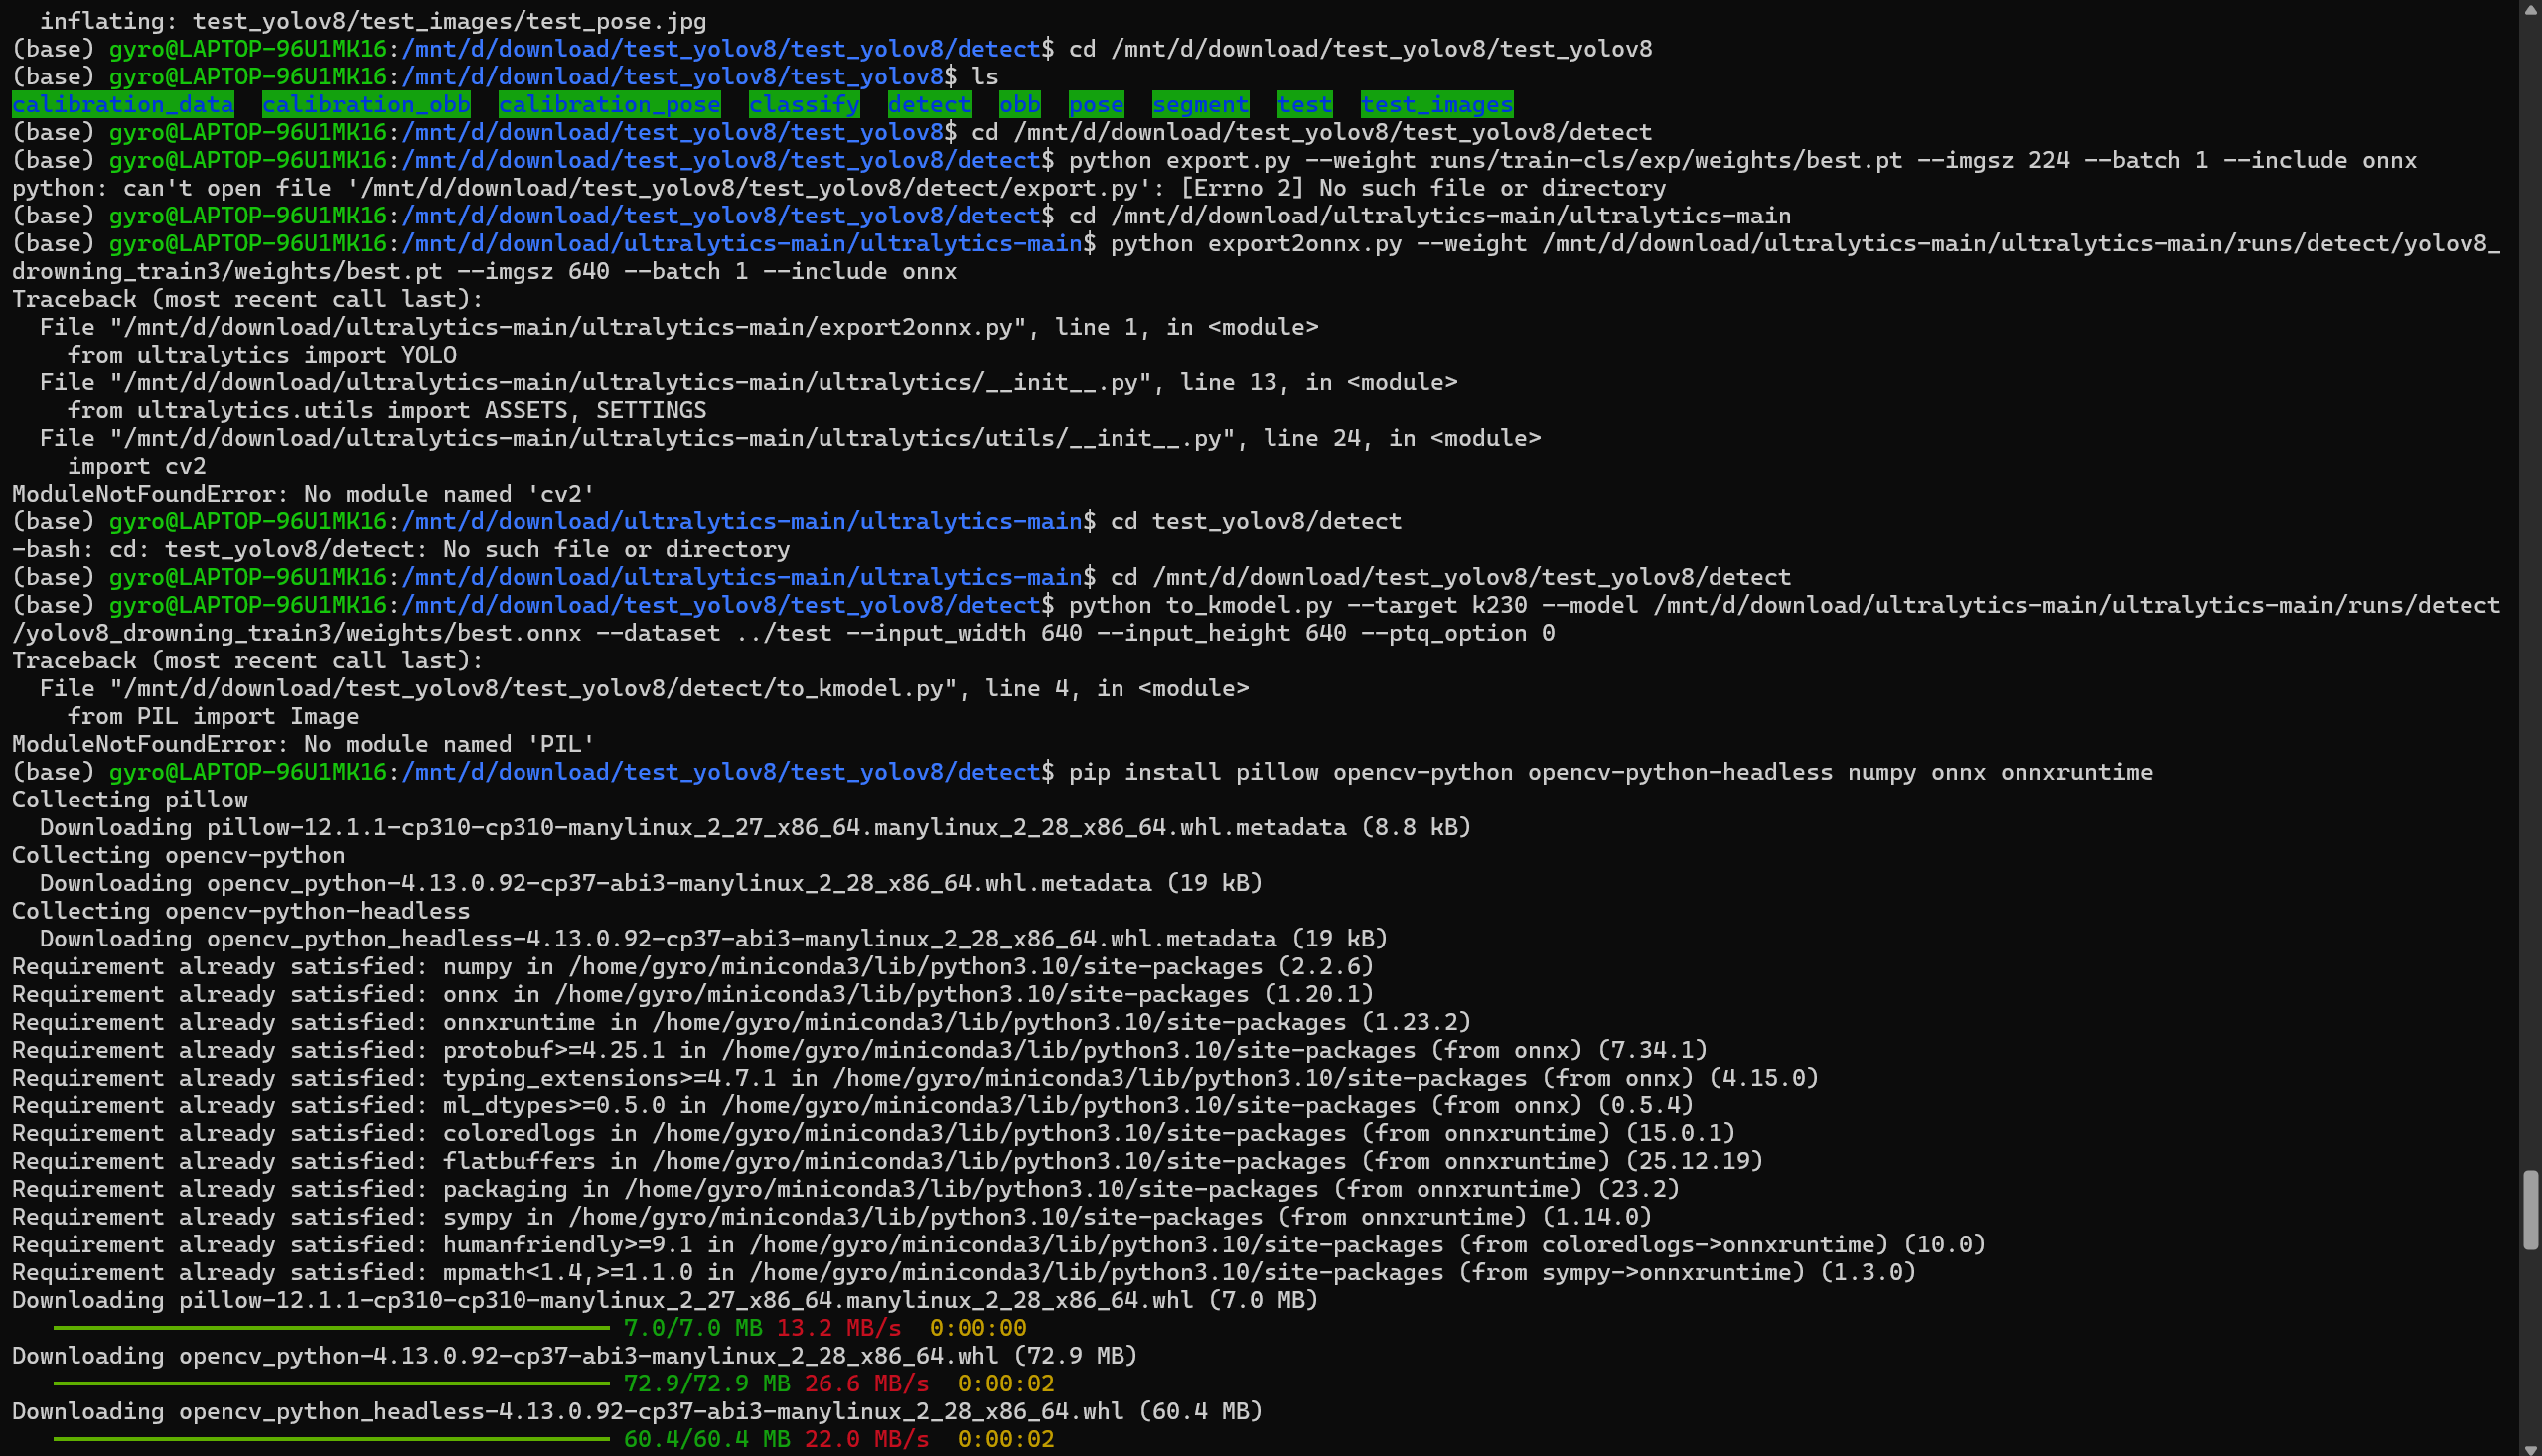 inflating: test_yolov8/test_images/test_pose.jpg
(base) gyro@LAPTOP-96U1MK16:/mnt/d/download/test_yolov8/test_yolov8/detect$ cd /mnt/d/download/test_yolov8/test_yolov8
(base) gyro@LAPTOP-96U1MK16:/mnt/d/download/test_yolov8/test_yolov8$ ls
calibration_data  calibration_obb  calibration_pose  classify  detect  obb  pose  segment  test  test_images
(base) gyro@LAPTOP-96U1MK16:/mnt/d/download/test_yolov8/test_yolov8$ cd /mnt/d/download/test_yolov8/test_yolov8/detect
(base) gyro@LAPTOP-96U1MK16:/mnt/d/download/test_yolov8/test_yolov8/detect$ python export.py --weight runs/train-cls/exp/weights/best.pt --imgsz 224 --batch 1 --include onnx
python: can't open file '/mnt/d/download/test_yolov8/test_yolov8/detect/export.py': [Errno 2] No such file or directory
(base) gyro@LAPTOP-96U1MK16:/mnt/d/download/test_yolov8/test_yolov8/detect$ cd /mnt/d/download/ultralytics-main/ultralytics-main
(base) gyro@LAPTOP-96U1MK16:/mnt/d/download/ultralytics-main/ultralytics-main$ python export2onnx.py --weight /mnt/d/download/ultralytics-main/ultralytics-main/runs/detect/yolov8_
drowning_train3/weights/best.pt --imgsz 640 --batch 1 --include onnx
Traceback (most recent call last):
  File "/mnt/d/download/ultralytics-main/ultralytics-main/export2onnx.py", line 1, in <module>
    from ultralytics import YOLO
  File "/mnt/d/download/ultralytics-main/ultralytics-main/ultralytics/__init__.py", line 13, in <module>
    from ultralytics.utils import ASSETS, SETTINGS
  File "/mnt/d/download/ultralytics-main/ultralytics-main/ultralytics/utils/__init__.py", line 24, in <module>
    import cv2
ModuleNotFoundError: No module named 'cv2'
(base) gyro@LAPTOP-96U1MK16:/mnt/d/download/ultralytics-main/ultralytics-main$ cd test_yolov8/detect
-bash: cd: test_yolov8/detect: No such file or directory
(base) gyro@LAPTOP-96U1MK16:/mnt/d/download/ultralytics-main/ultralytics-main$ cd /mnt/d/download/test_yolov8/test_yolov8/detect
(base) gyro@LAPTOP-96U1MK16:/mnt/d/download/test_yolov8/test_yolov8/detect$ python to_kmodel.py --target k230 --model /mnt/d/download/ultralytics-main/ultralytics-main/runs/detect
/yolov8_drowning_train3/weights/best.onnx --dataset ../test --input_width 640 --input_height 640 --ptq_option 0
Traceback (most recent call last):
  File "/mnt/d/download/test_yolov8/test_yolov8/detect/to_kmodel.py", line 4, in <module>
    from PIL import Image
ModuleNotFoundError: No module named 'PIL'
(base) gyro@LAPTOP-96U1MK16:/mnt/d/download/test_yolov8/test_yolov8/detect$ pip install pillow opencv-python opencv-python-headless numpy onnx onnxruntime
Collecting pillow
  Downloading pillow-12.1.1-cp310-cp310-manylinux_2_27_x86_64.manylinux_2_28_x86_64.whl.metadata (8.8 kB)
Collecting opencv-python
  Downloading opencv_python-4.13.0.92-cp37-abi3-manylinux_2_28_x86_64.whl.metadata (19 kB)
Collecting opencv-python-headless
  Downloading opencv_python_headless-4.13.0.92-cp37-abi3-manylinux_2_28_x86_64.whl.metadata (19 kB)
Requirement already satisfied: numpy in /home/gyro/miniconda3/lib/python3.10/site-packages (2.2.6)
Requirement already satisfied: onnx in /home/gyro/miniconda3/lib/python3.10/site-packages (1.20.1)
Requirement already satisfied: onnxruntime in /home/gyro/miniconda3/lib/python3.10/site-packages (1.23.2)
Requirement already satisfied: protobuf>=4.25.1 in /home/gyro/miniconda3/lib/python3.10/site-packages (from onnx) (7.34.1)
Requirement already satisfied: typing_extensions>=4.7.1 in /home/gyro/miniconda3/lib/python3.10/site-packages (from onnx) (4.15.0)
Requirement already satisfied: ml_dtypes>=0.5.0 in /home/gyro/miniconda3/lib/python3.10/site-packages (from onnx) (0.5.4)
Requirement already satisfied: coloredlogs in /home/gyro/miniconda3/lib/python3.10/site-packages (from onnxruntime) (15.0.1)
Requirement already satisfied: flatbuffers in /home/gyro/miniconda3/lib/python3.10/site-packages (from onnxruntime) (25.12.19)
Requirement already satisfied: packaging in /home/gyro/miniconda3/lib/python3.10/site-packages (from onnxruntime) (23.2)
Requirement already satisfied: sympy in /home/gyro/miniconda3/lib/python3.10/site-packages (from onnxruntime) (1.14.0)
Requirement already satisfied: humanfriendly>=9.1 in /home/gyro/miniconda3/lib/python3.10/site-packages (from coloredlogs->onnxruntime) (10.0)
Requirement already satisfied: mpmath<1.4,>=1.1.0 in /home/gyro/miniconda3/lib/python3.10/site-packages (from sympy->onnxruntime) (1.3.0)
Downloading pillow-12.1.1-cp310-cp310-manylinux_2_27_x86_64.manylinux_2_28_x86_64.whl (7.0 MB)
7.0/7.0 MB 13.2 MB/s  0:00:00
Downloading opencv_python-4.13.0.92-cp37-abi3-manylinux_2_28_x86_64.whl (72.9 MB)
72.9/72.9 MB 26.6 MB/s  0:00:02
Downloading opencv_python_headless-4.13.0.92-cp37-abi3-manylinux_2_28_x86_64.whl (60.4 MB)
60.4/60.4 MB 22.0 MB/s  0:00:02